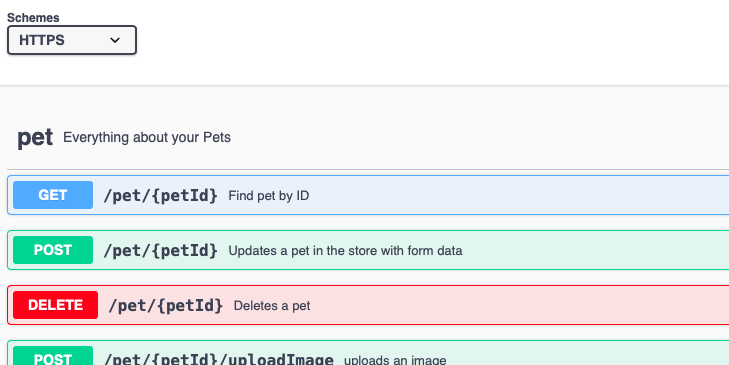 Schemes
HTTPS
pet Everything about your Pets
GET /pet/{petId} Find pet by ID
POST /pet/{petId} Updates a pet in the store with form data
DELETE /pet/{petId} Deletes a pet
POST /pet/{petId}/uploadImage uploads an image